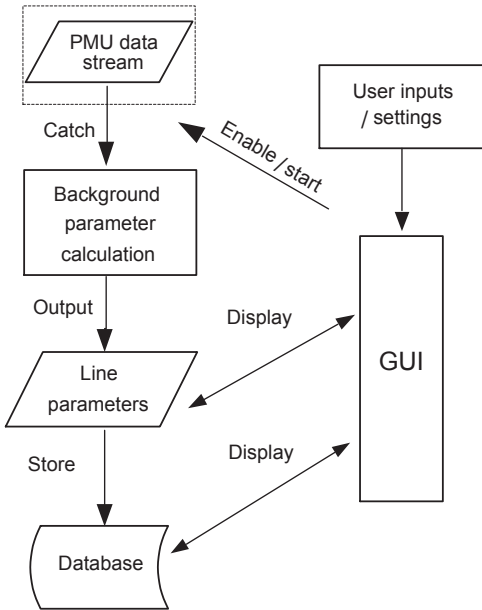 PMU data
stream
User inputs
/ settings
Catch
Enable / start
Background
parameter
calculation
Output
Display
GUI
Line
parameters
Store
Display
Database